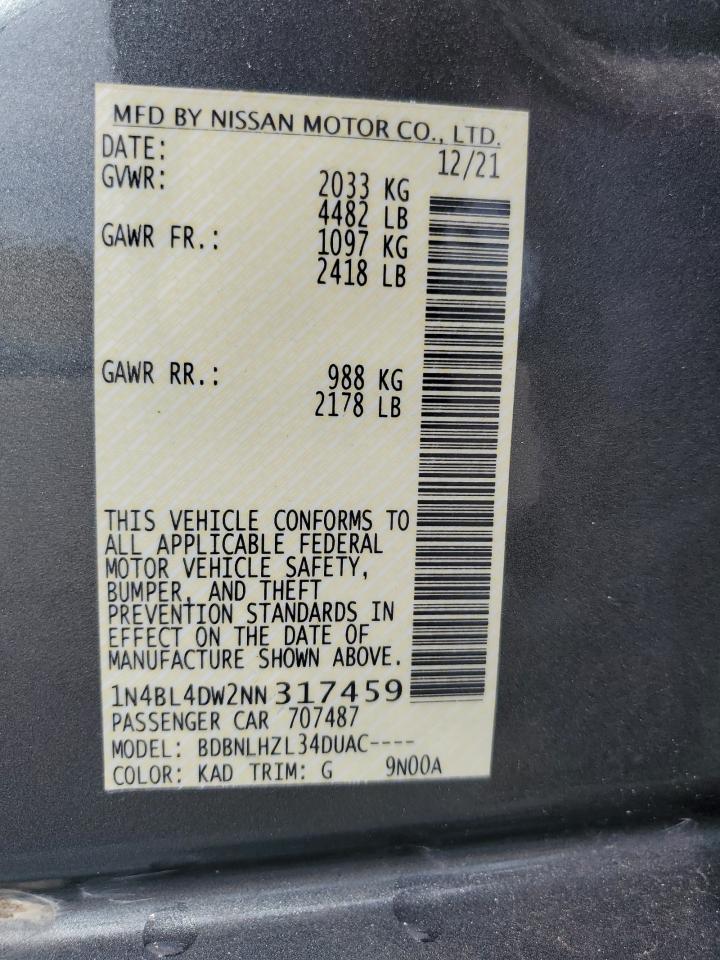 MFD BY NISSAN MOTOR CO., LTD.
DATE: 12/21
GVWR: 2033 KG
4482 LB
GAWR FR.: 1097 KG
2418 LB
GAWR RR.: 988 KG
2178 LB
THIS VEHICLE CONFORMS TO
ALL APPLICABLE FEDERAL
MOTOR VEHICLE SAFETY,
BUMPER, AND THEFT
PREVENTION STANDARDS IN
EFFECT ON THE DATE OF
MANUFACTURE SHOWN ABOVE.
1N4BL4DW2NN317459
PASSENGER CAR 707487
MODEL: BDBNLHZL34DUAC----
COLOR: KAD TRIM: G 9N00A